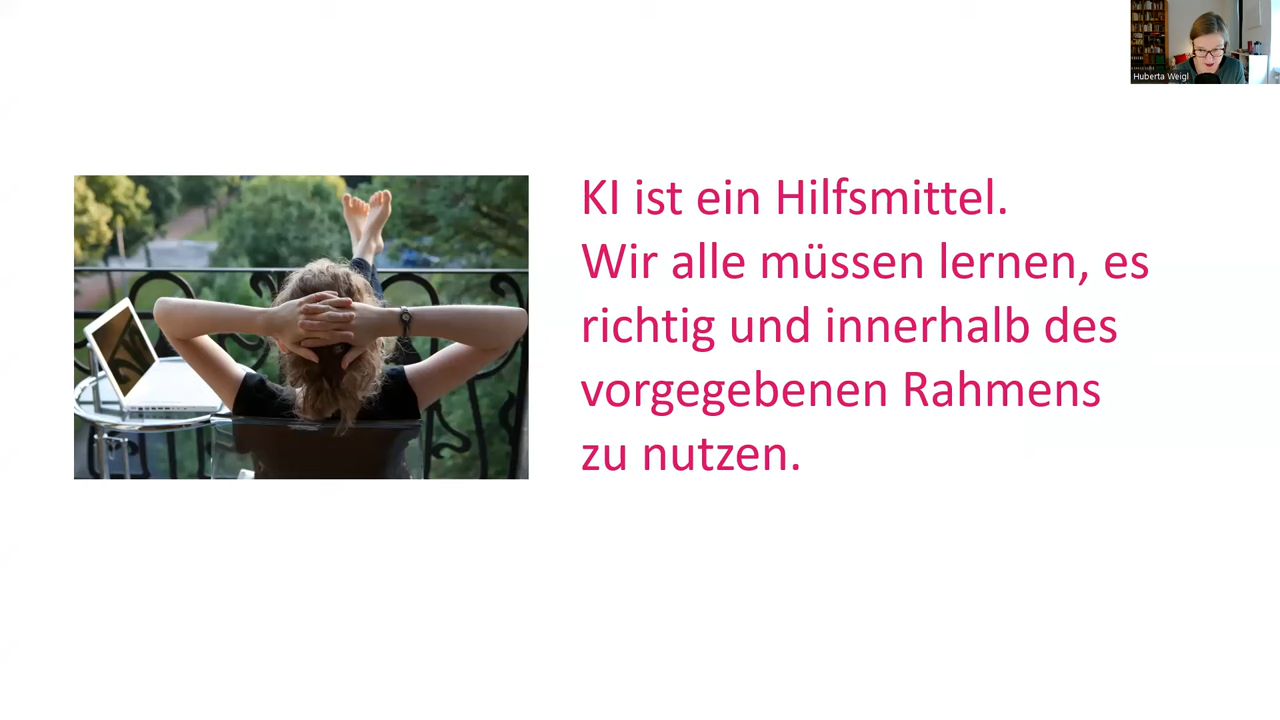 Huberta Weigl
KI ist ein Hilfsmittel.
Wir alle müssen lernen, es
richtig und innerhalb des
vorgegebenen Rahmens
zu nutzen.